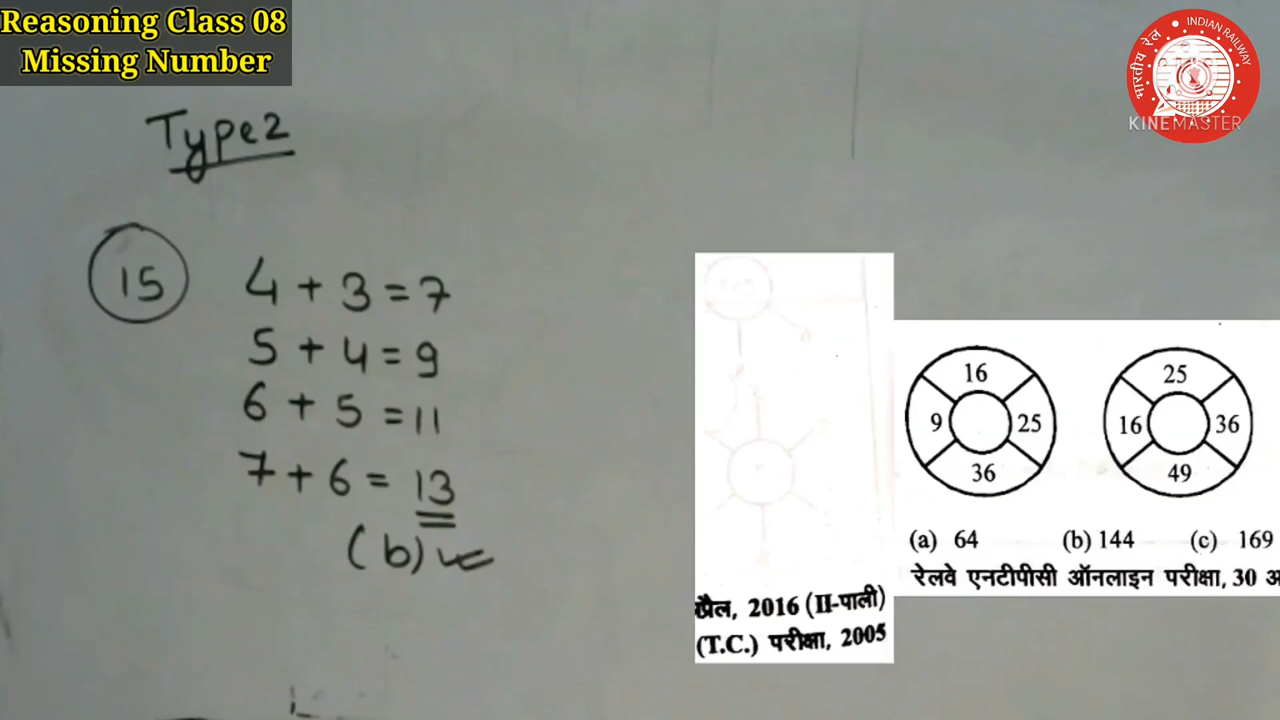 Reasoning Class 08
Missing Number
भारतीय रेल INDIAN RAILWAY
KINEMASTER
Type 2
15
4 + 3 = 7
5 + 4 = 9
6 + 5 = 11
7 + 6 = 13
(b)
16
9 25
36
25
16 36
49
(a) 64 (b) 144 (c) 169
रेलवे एनटीपीसी ऑनलाइन परीक्षा, 30 अ
प्रैल, 2016 (II-पाली)
(T.C.) परीक्षा, 2005